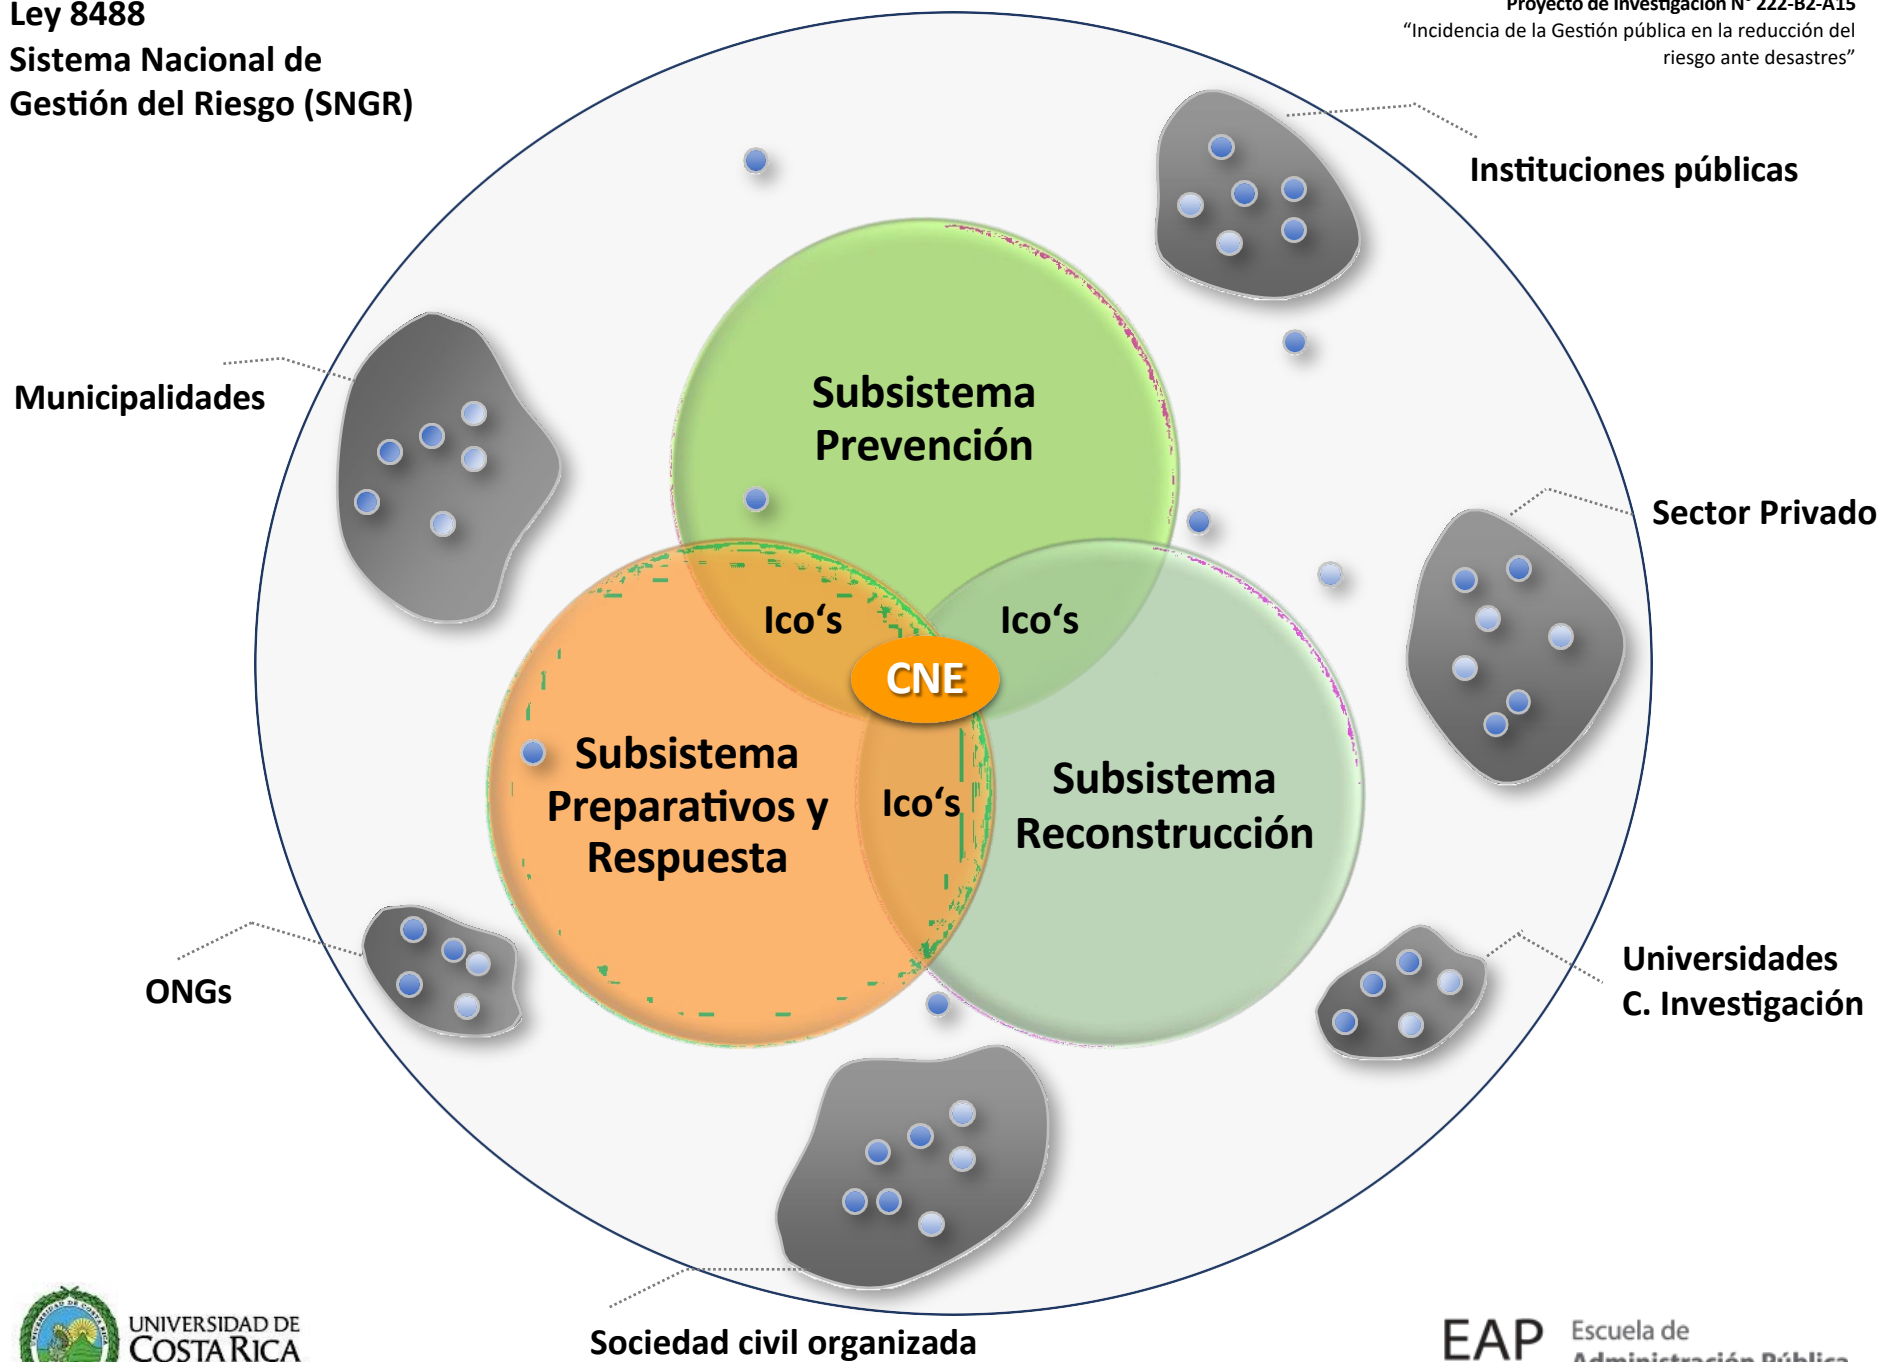 Ley 8488
Sistema Nacional de
Gestión del Riesgo (SNGR)
Proyecto de Investigación N° 222-B2-A15
“Incidencia de la Gestión pública en la reducción del
riesgo ante desastres”
Instituciones públicas
Municipalidades
Subsistema
Prevención
Sector Privado
Ico‘s
Ico‘s
CNE
Subsistema
Preparativos y
Respuesta
Ico‘s
Subsistema
Reconstrucción
ONGs
Universidades
C. Investigación
Sociedad civil organizada
UNIVERSIDAD DE
COSTA RICA
EAP
Escuela de
Administración Pública